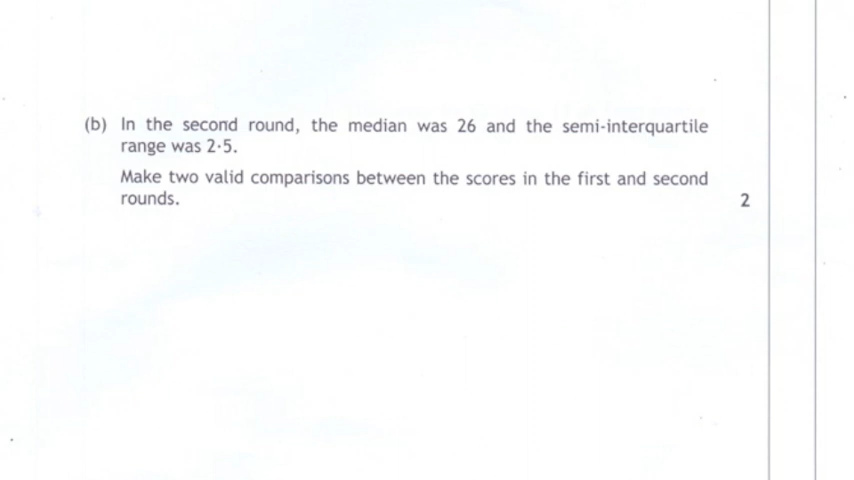 (b) In the second round, the median was 26 and the semi-interquartile
range was 2·5.
Make two valid comparisons between the scores in the first and second
rounds.
2